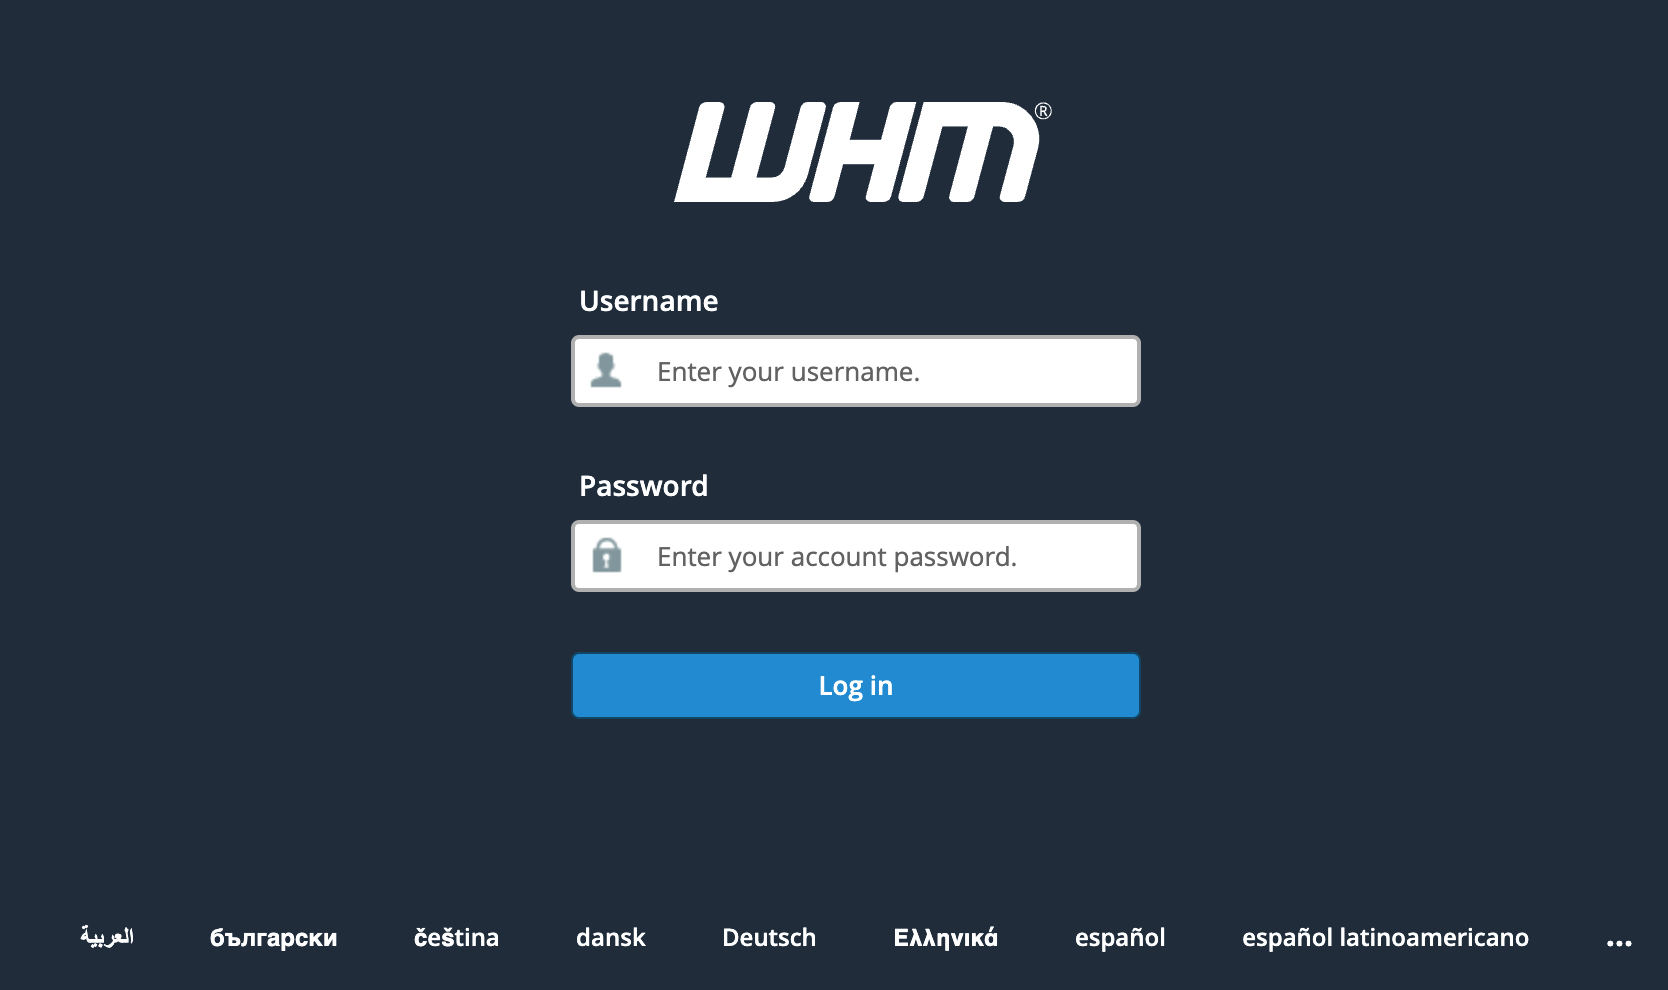 WHM®
Username
Enter your username.
Password
Enter your account password.
Log in
العربية български čeština dansk Deutsch Ελληνικά español español latinoamericano ...